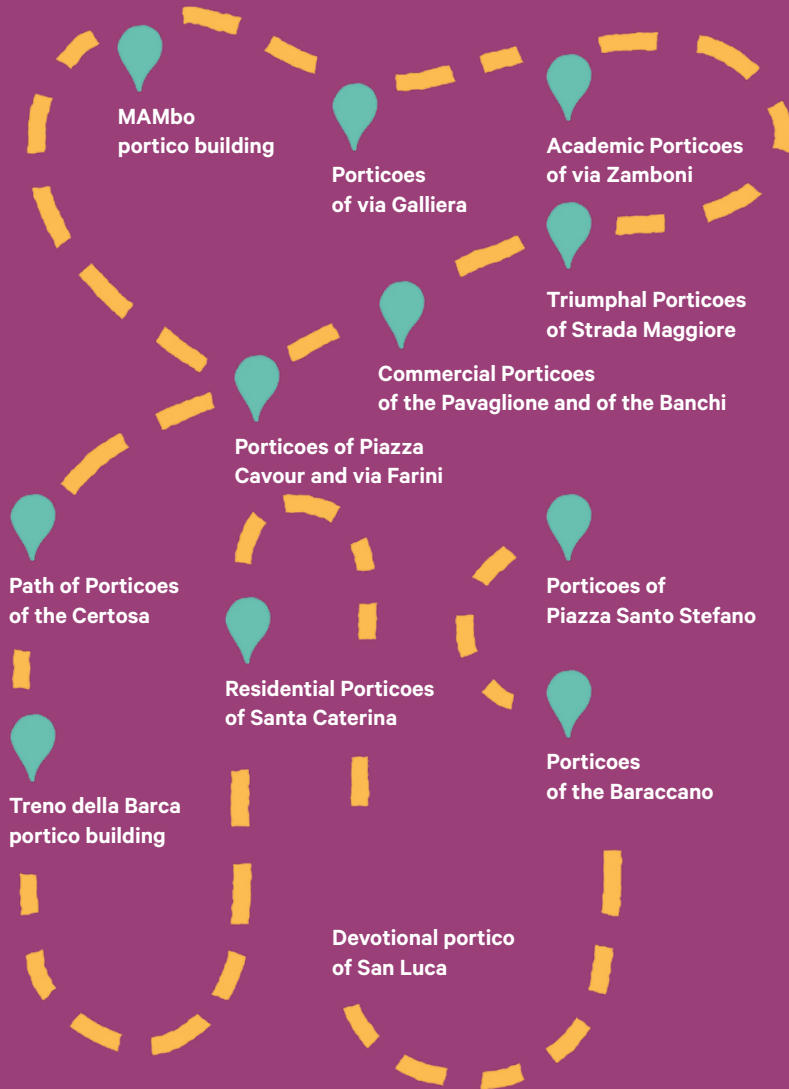 MAMbo
portico building
Porticoes
of via Galliera
Academic Porticoes
of via Zamboni
Triumphal Porticoes
of Strada Maggiore
Commercial Porticoes
of the Pavaglione and of the Banchi
Porticoes of Piazza
Cavour and via Farini
Path of Porticoes
of the Certosa
Porticoes of
Piazza Santo Stefano
Residential Porticoes
of Santa Caterina
Porticoes
of the Baraccano
Treno della Barca
portico building
Devotional portico
of San Luca